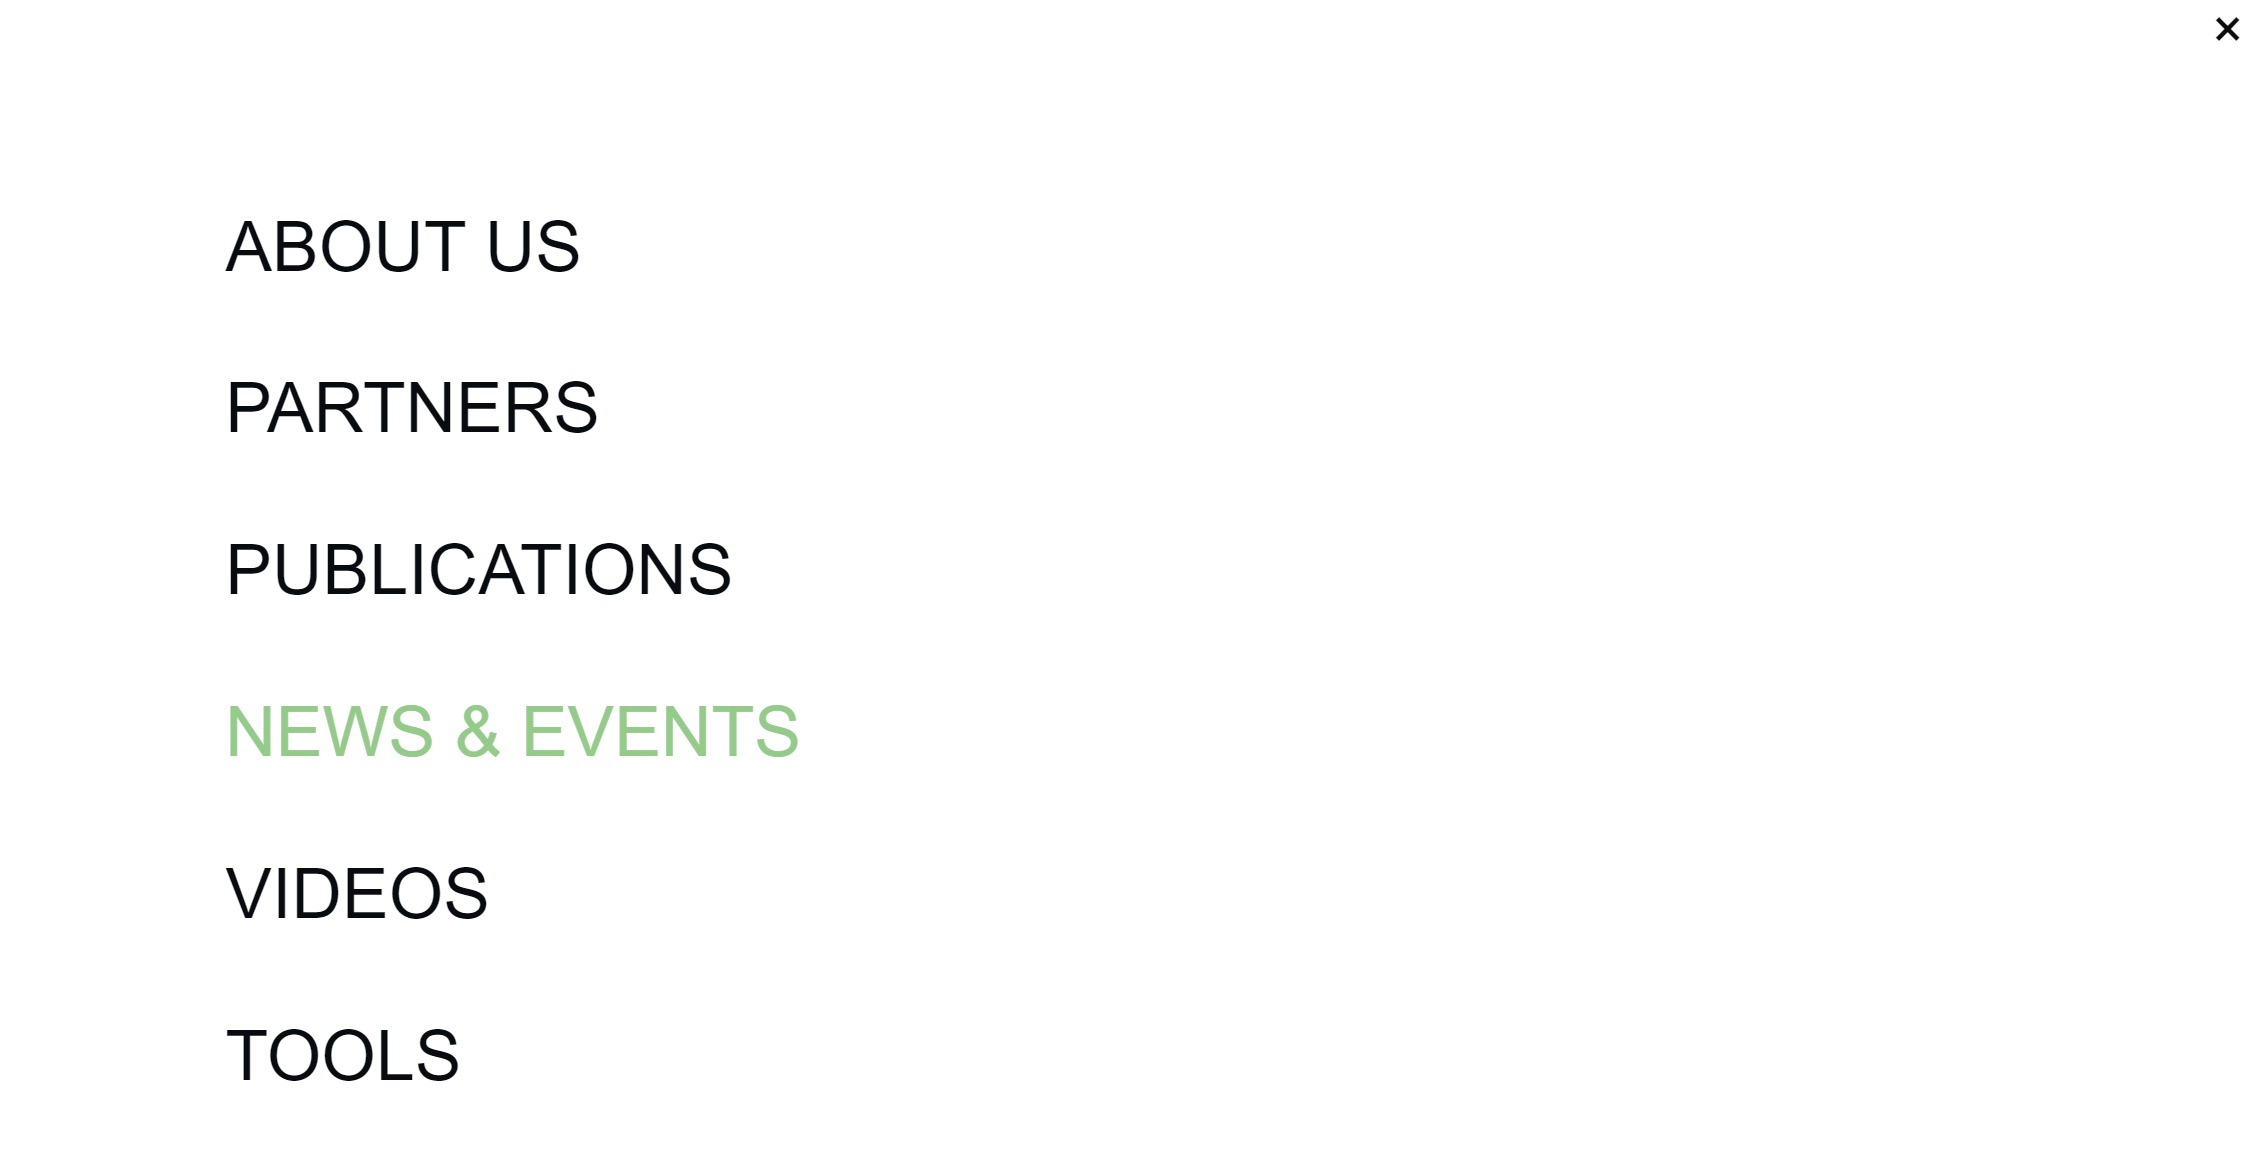 ABOUT US
PARTNERS
PUBLICATIONS
NEWS & EVENTS
VIDEOS
TOOLS